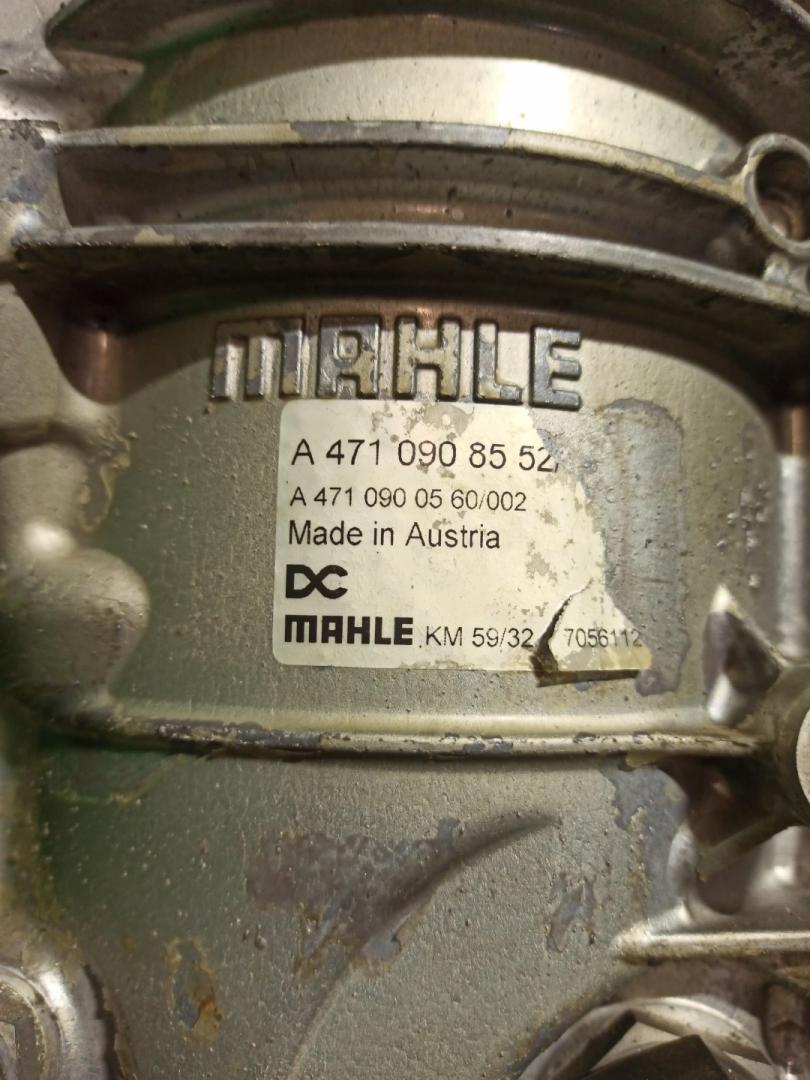 MAHLE
A 471 090 85 52
A 471 090 05 60/002
Made in Austria
DC
MAHLE KM 59/32 7056112